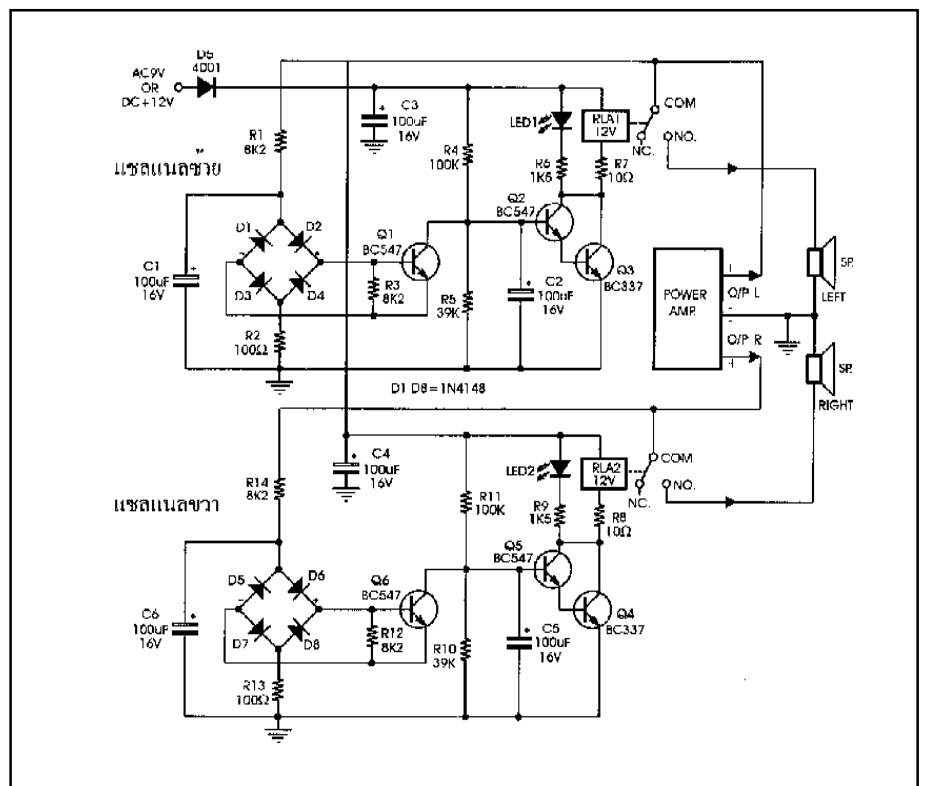 D5
4001
AC9V
OR
DC+12V
C3
100uF
16V
R1
8K2
R4
100K
LED1
RLA1
12V
COM
NC.
NO.
R6
1K5
R7
10Ω
แชลแนลซ้าย
D1
D2
D3
D4
- +
C1
100uF
16V
Q1
BC547
R3
8K2
R5
39K
Q2
BC547
C2
100uF
16V
Q3
BC337
R2
100Ω
POWER
AMP.
+
O/P L
-
O/P R
+
SP.
LEFT
SP.
RIGHT
D1 D8=1N4148
C4
100uF
16V
R14
8K2
R11
100K
LED2
RLA2
12V
COM
NC.
NO.
R9
1K5
R8
10Ω
แชลแนลขวา
D5
D6
D7
D8
- +
C6
100uF
16V
Q6
BC547
R12
8K2
R10
39K
Q5
BC547
C5
100uF
16V
Q4
BC337
R13
100Ω